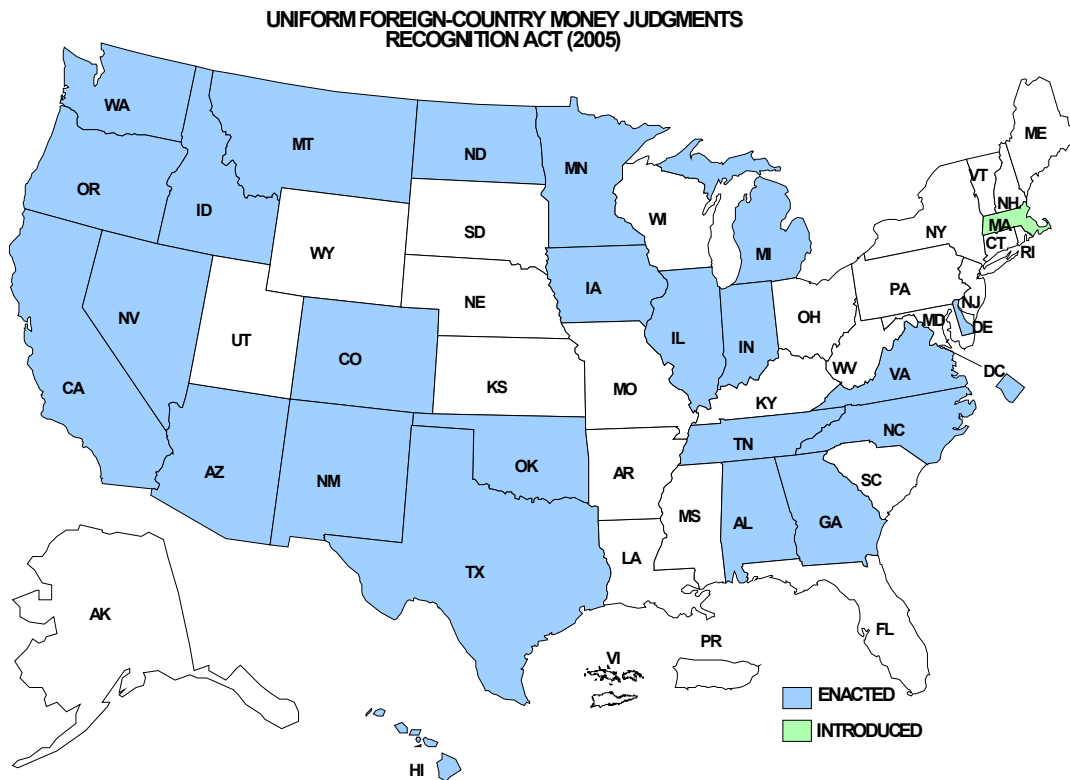 UNIFORM FOREIGN-COUNTRY MONEY JUDGMENTS
RECOGNITION ACT (2005)
WA
MT
ND
MN
ME
VT
NH
OR
ID
SD
WI
NY
MA
CT
RI
WY
MI
NE
IA
PA
NJ
NV
UT
CO
IL
IN
OH
MD
DE
CA
KS
MO
WV
VA
DC
KY
TN
NC
AZ
NM
OK
AR
SC
MS
AL
GA
TX
LA
AK
FL
VI
PR
HI
ENACTED
INTRODUCED